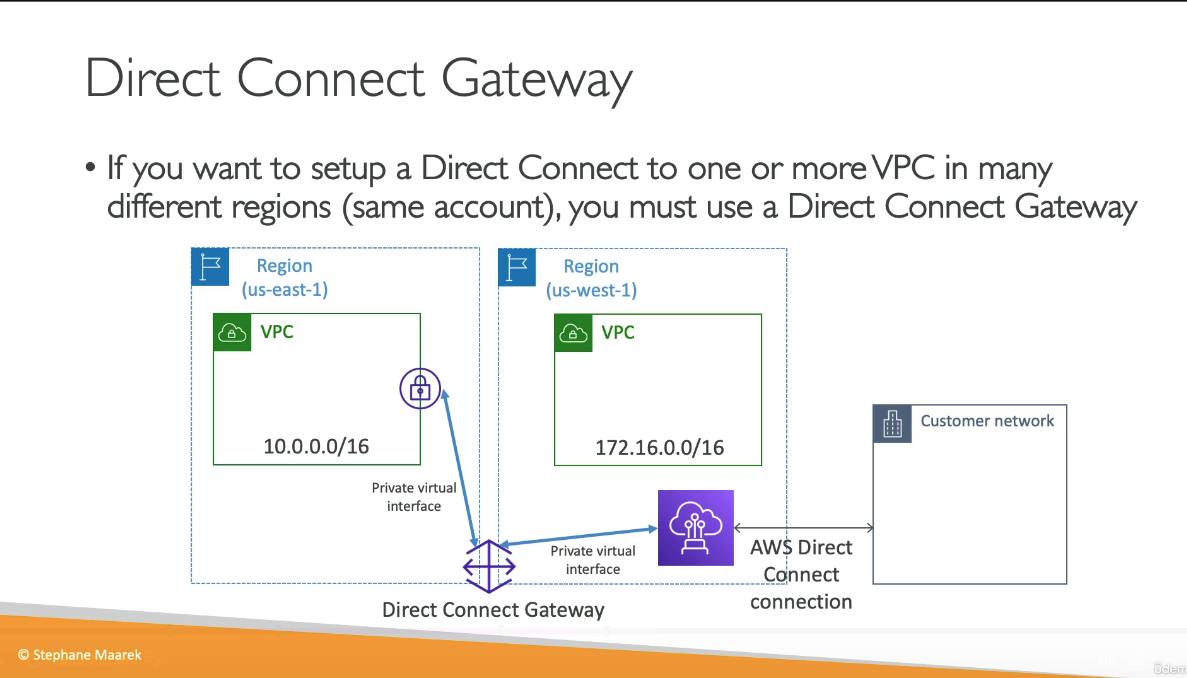 Direct Connect Gateway
• If you want to setup a Direct Connect to one or more VPC in many
different regions (same account), you must use a Direct Connect Gateway
Region
(us-east-1)
VPC
10.0.0.0/16
Region
(us-west-1)
VPC
172.16.0.0/16
Customer network
Private virtual
interface
Private virtual
interface
AWS Direct
Connect
connection
Direct Connect Gateway
© Stephane Maarek